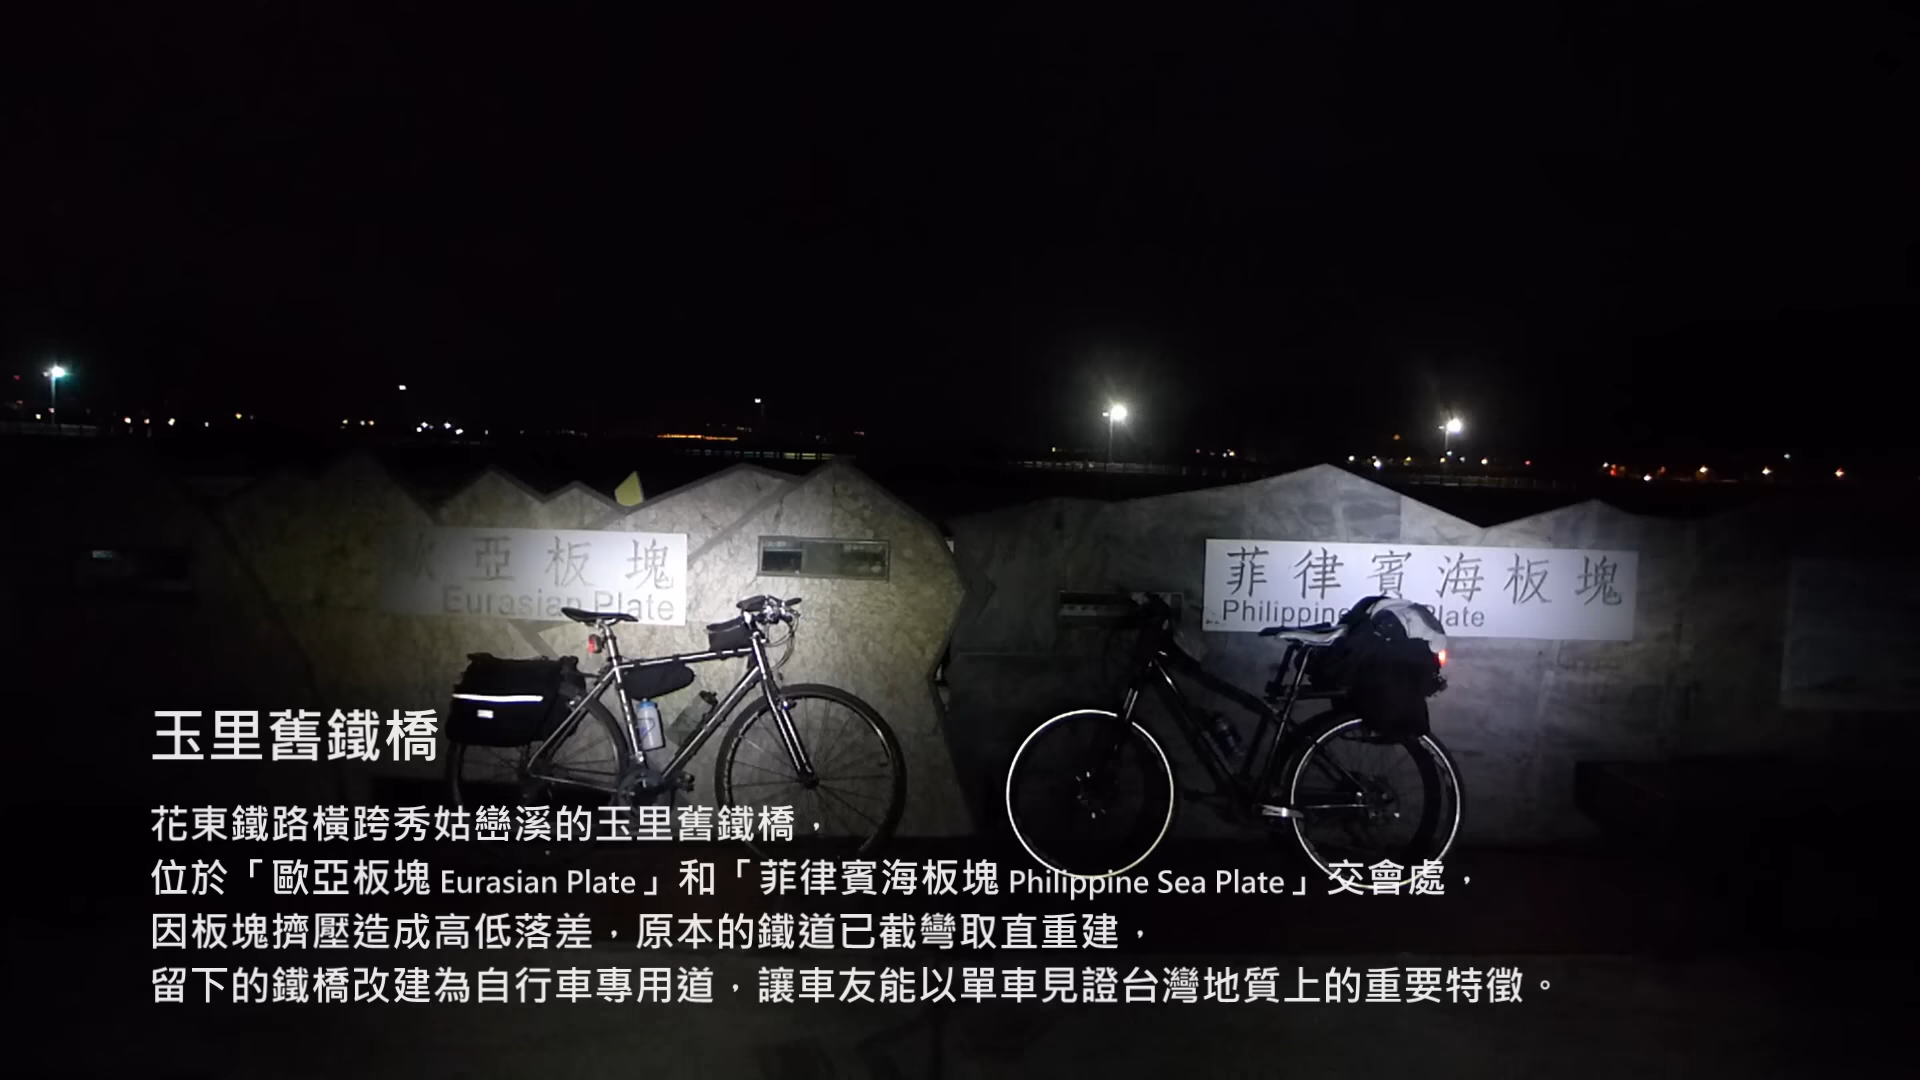 亞板塊
Eurasian Plate
菲律賓海板塊
Philippine Plate
玉里舊鐵橋
花東鐵路橫跨秀姑巒溪的玉里舊鐵橋，
位於「歐亞板塊 Eurasian Plate」和「菲律賓海板塊 Philippine Sea Plate」交會處，
因板塊擠壓造成高低落差，原本的鐵道已截彎取直重建，
留下的鐵橋改建為自行車專用道，讓車友能以單車見證台灣地質上的重要特徵。